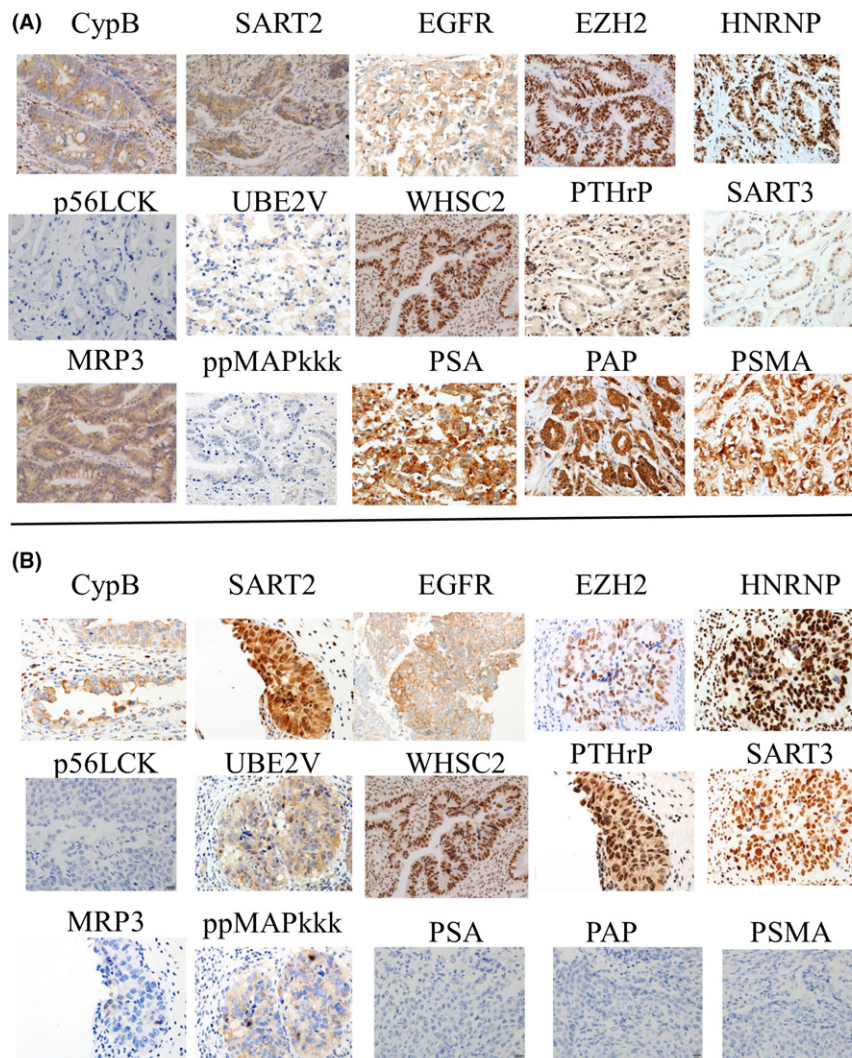 (A)
CypB SART2 EGFR EZH2 HNRNP
p56LCK UBE2V WHSC2 PTHrP SART3
MRP3 ppMAPkkk PSA PAP PSMA
(B)
CypB SART2 EGFR EZH2 HNRNP
p56LCK UBE2V WHSC2 PTHrP SART3
MRP3 ppMAPkkk PSA PAP PSMA